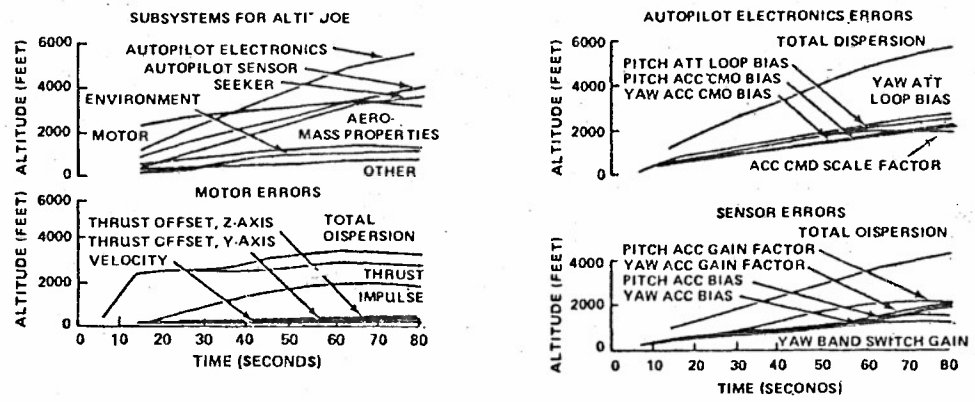 SUBSYSTEMS FOR ALTI JOE
ALTITUDE (FEET)
6000
4000
2000
0
AUTOPILOT ELECTRONICS
AUTOPILOT SENSOR
SEEKER
ENVIRONMENT
MOTOR
AERO-
MASS PROPERTIES
OTHER
MOTOR ERRORS
ALTITUDE (FEET)
6000
4000
2000
0
THRUST OFFSET, Z-AXIS
THRUST OFFSET, Y-AXIS
VELOCITY
TOTAL
DISPERSION
THRUST
IMPULSE
0 10 20 30 40 50 60 70 80
TIME (SECONDS)
AUTOPILOT ELECTRONICS ERRORS
ALTITUDE (FEET)
6000
4000
2000
0
TOTAL DISPERSION
PITCH ATT LOOP BIAS
PITCH ACC CMO BIAS
YAW ACC CMO BIAS
YAW ATT
LOOP BIAS
ACC CMD SCALE FACTOR
SENSOR ERRORS
ALTITUDE (FEET)
4000
2000
0
TOTAL DISPERSION
PITCH ACC GAIN FACTOR
YAW ACC GAIN FACTOR
PITCH ACC BIAS
YAW ACC BIAS
YAW BAND SWITCH GAIN
0 10 20 30 40 50 60 70 80
TIME (SECONDS)